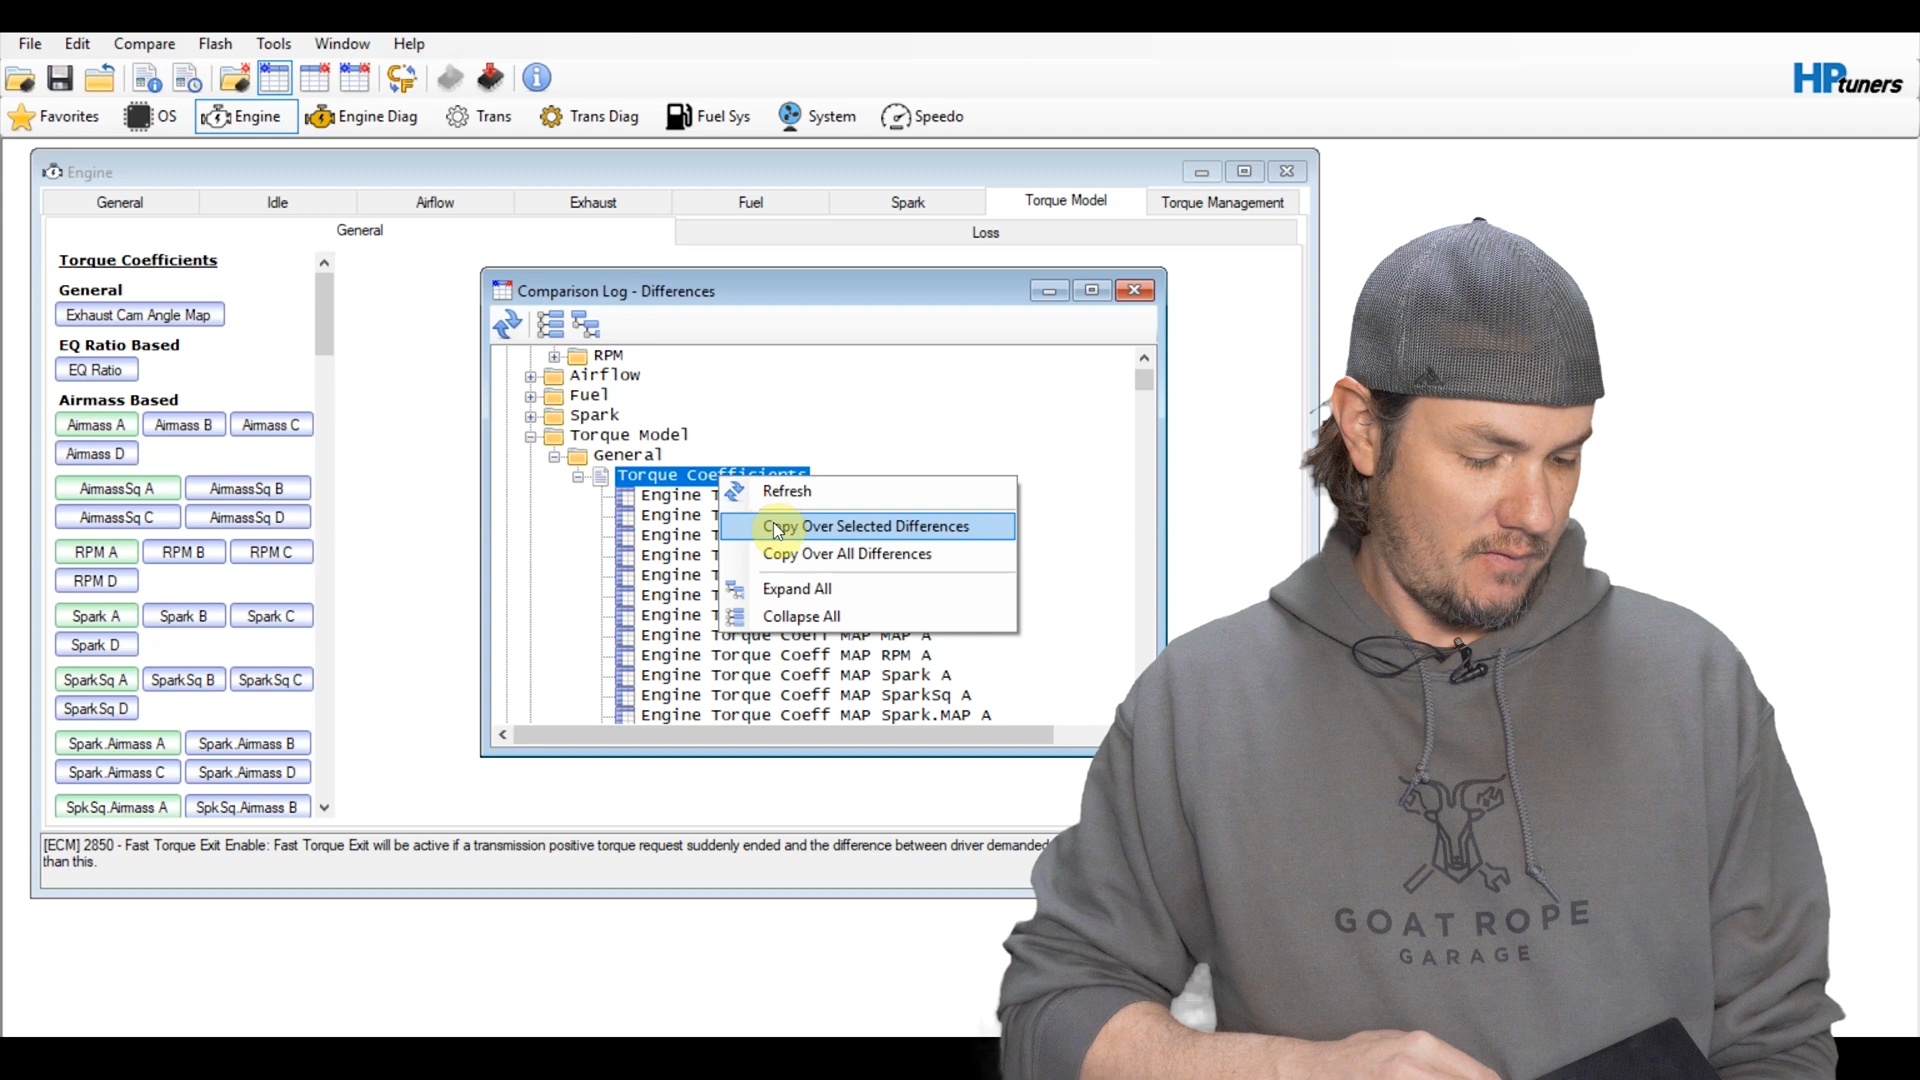 File Edit Compare Flash Tools Window Help
HPtuners
Favorites OS Engine Engine Diag Trans Trans Diag Fuel Sys System Speedo
Engine
General Idle Airflow Exhaust Fuel Spark Torque Model Torque Management
General Loss
Torque Coefficients
General
Exhaust Cam Angle Map
EQ Ratio Based
EQ Ratio
Airmass Based
Airmass A Airmass B Airmass C
Airmass D
AirmassSq A AirmassSq B
AirmassSq C AirmassSq D
RPM A RPM B RPM C
RPM D
Spark A Spark B Spark C
Spark D
SparkSq A SparkSq B SparkSq C
SparkSq D
Spark.Airmass A Spark.Airmass B
Spark.Airmass C Spark.Airmass D
SpkSq.Airmass A SpkSq.Airmass B
Comparison Log - Differences
RPM
Airflow
Fuel
Spark
Torque Model
General
Torque Coefficients
Engine
Engine
Engine
Engine
Engine
Engine
Engine
Engine Torque Coeff MAP MAP A
Engine Torque Coeff MAP RPM A
Engine Torque Coeff MAP Spark A
Engine Torque Coeff MAP SparkSq A
Engine Torque Coeff MAP Spark.MAP A
Refresh
Copy Over Selected Differences
Copy Over All Differences
Expand All
Collapse All
[ECM] 2850 - Fast Torque Exit Enable: Fast Torque Exit will be active if a transmission positive torque request suddenly ended and the difference between driver demanded
than this.
GOAT ROPE
GARAGE